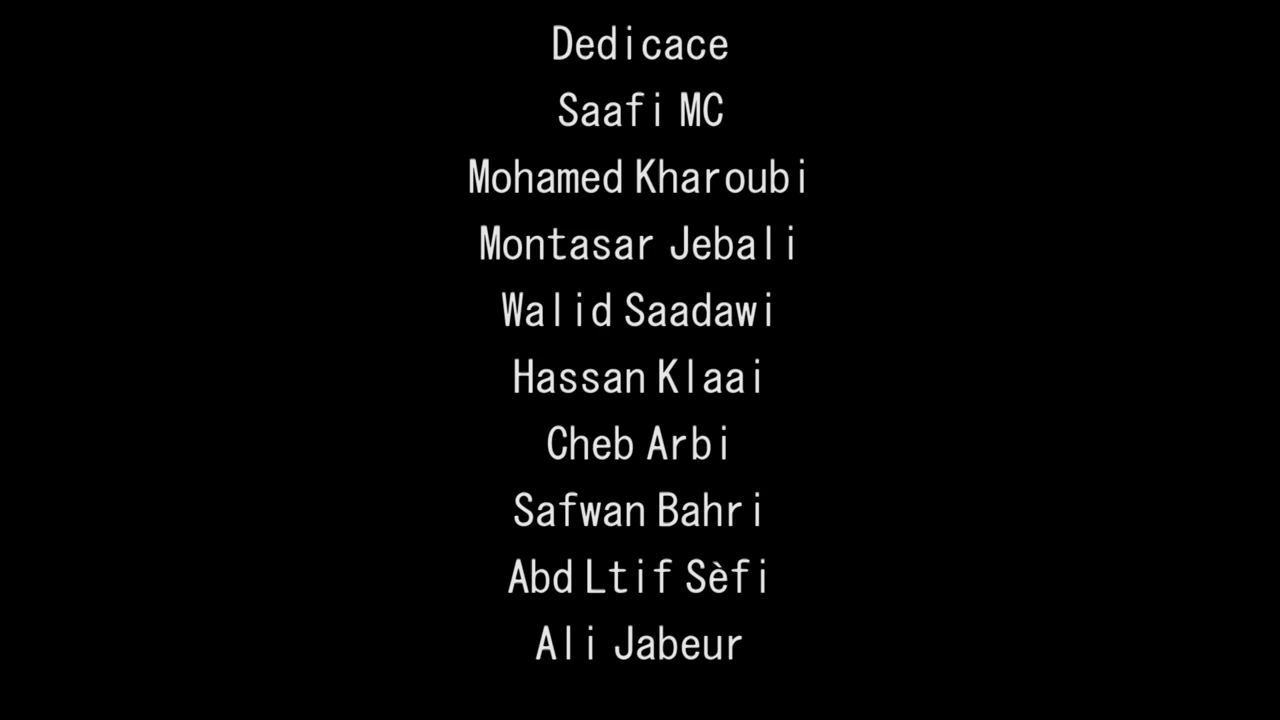 Dedicace
Saafi MC
Mohamed Kharoubi
Montasar Jebali
Walid Saadawi
Hassan Klaai
Cheb Arbi
Safwan Bahri
Abd Ltif Sèfi
Ali Jabeur